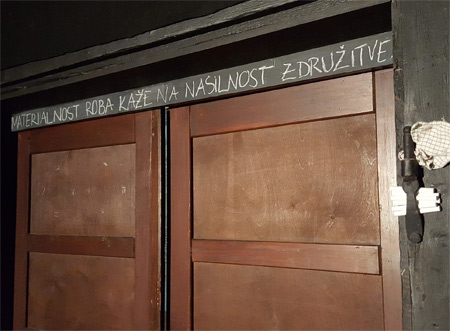 MATERIALNOST ROBA KAŽE NA NASILNOST ZDRUŽITVE.